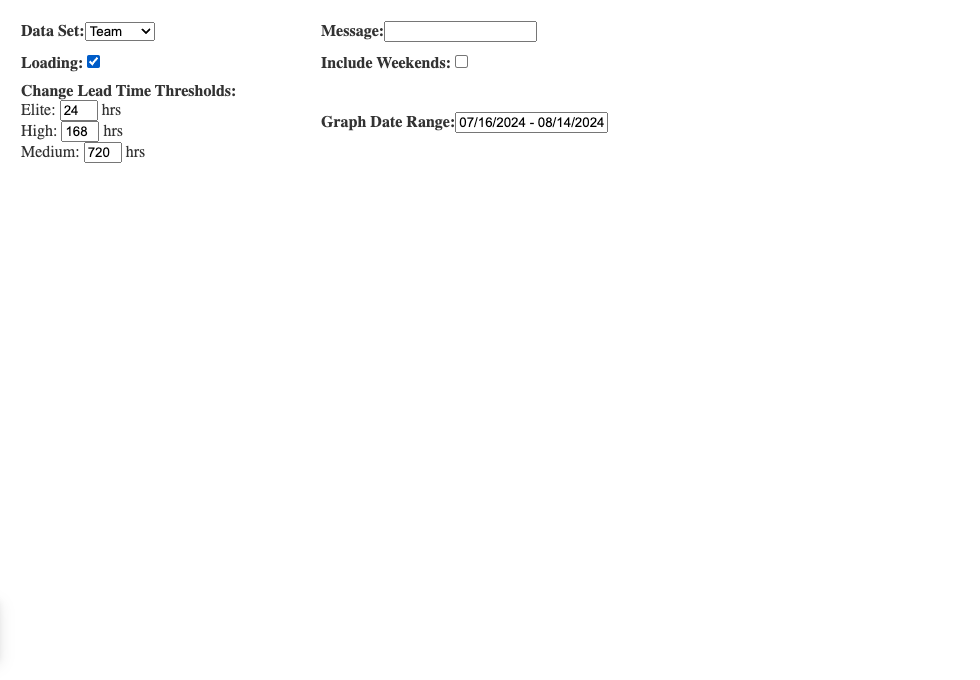 Data Set: Team
Message:
Loading:
Include Weekends:
Change Lead Time Thresholds:
Elite: 24 hrs
High: 168 hrs
Medium: 720 hrs
Graph Date Range: 07/16/2024 - 08/14/2024